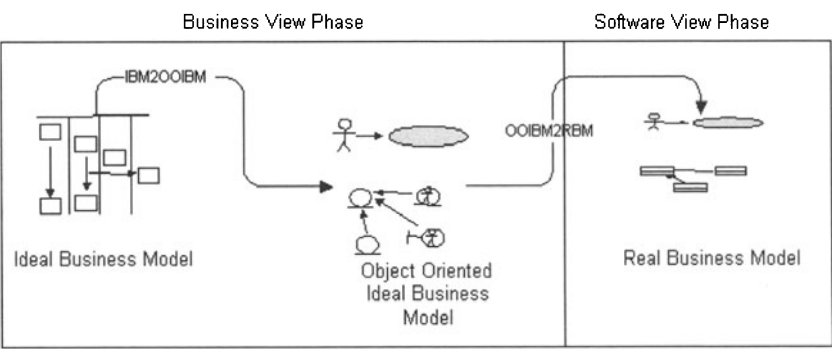 Business View Phase
Software View Phase
IBM2OOIBM
OOIBM2RBM
Ideal Business Model
Object Oriented
Ideal Business
Model
Real Business Model